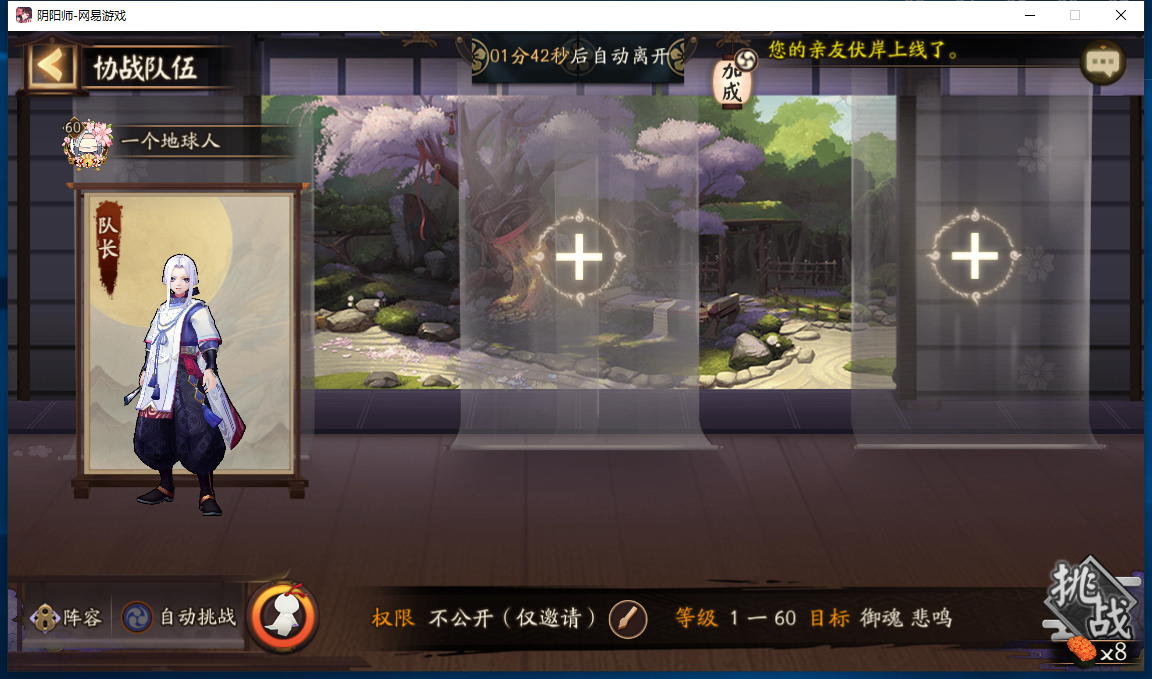 阴阳师-网易游戏
协战队伍
01分42秒后自动离开
加成
您的亲友伏岸上线了。
60
一个地球人
队长
阵容
自动挑战
权限 不公开（仅邀请）
等级 1 一 60 目标 御魂 悲鸣
挑战
x8